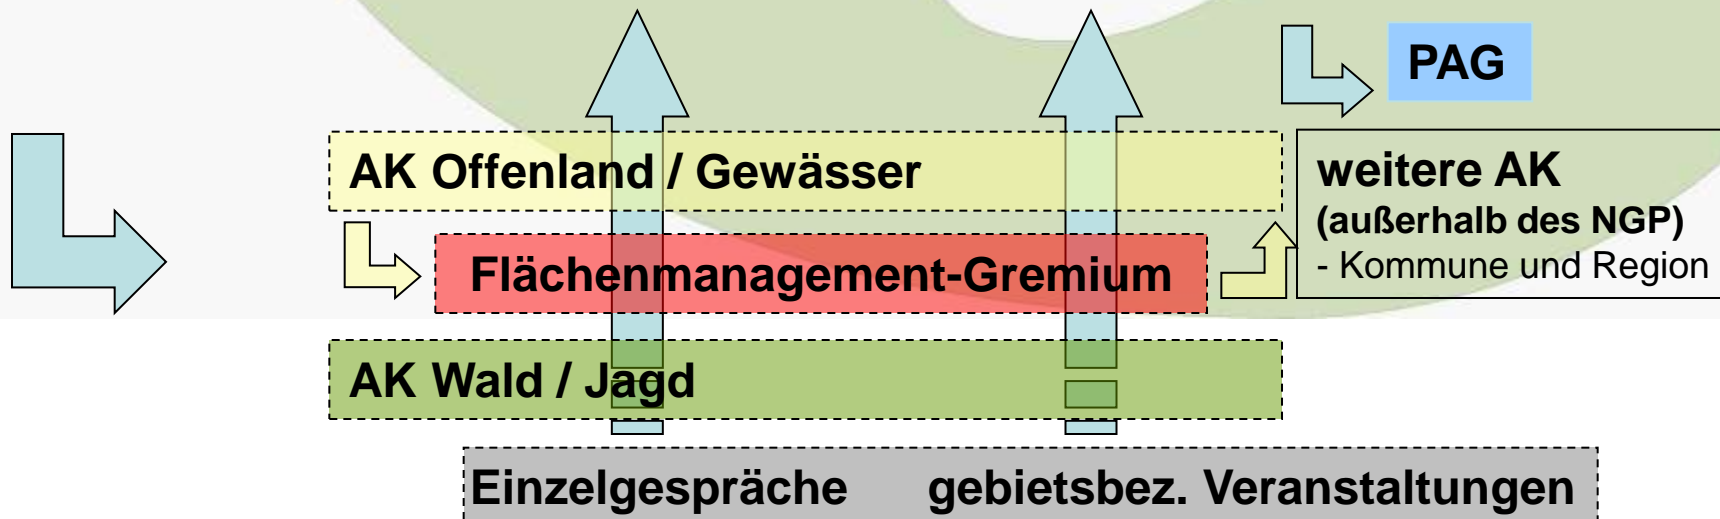 PAG
AK Offenland / Gewässer
weitere AK
(außerhalb des NGP)
- Kommune und Region
Flächenmanagement-Gremium
AK Wald / Jagd
Einzelgespräche gebietsbez. Veranstaltungen